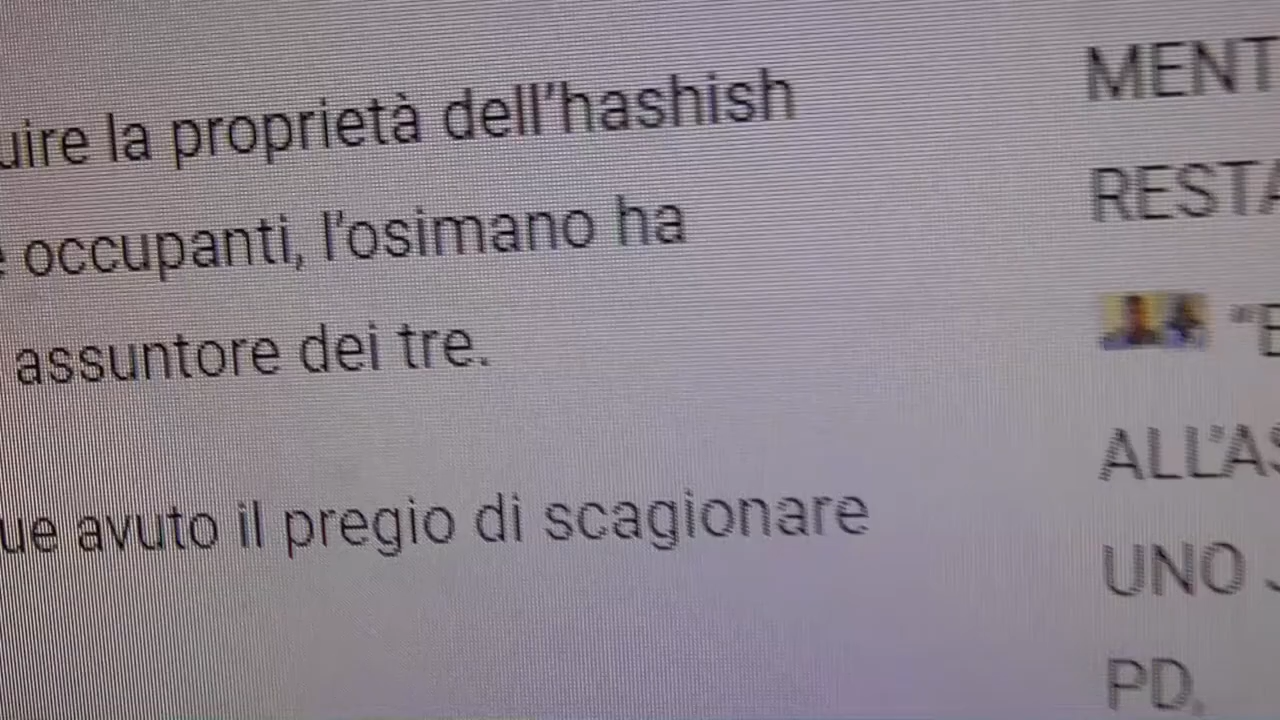 uire la proprietà dell'hashish
occupanti, l'osimano ha
assuntore dei tre.
ue avuto il pregio di scagionare
MENT
RESTA
"E
ALL'AS
UNO
PD.